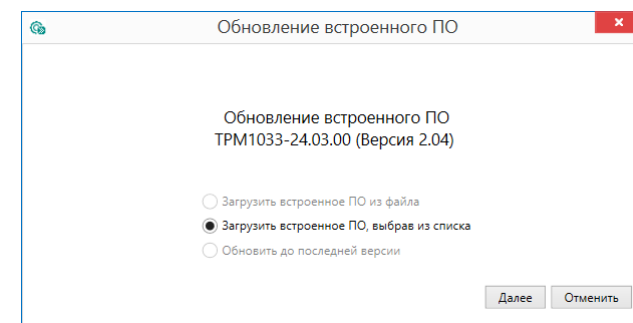 Обновление встроенного ПО
Обновление встроенного ПО
ТРМ1033-24.03.00 (Версия 2.04)
Загрузить встроенное ПО из файла
Загрузить встроенное ПО, выбрав из списка
Обновить до последней версии
Далее Отменить